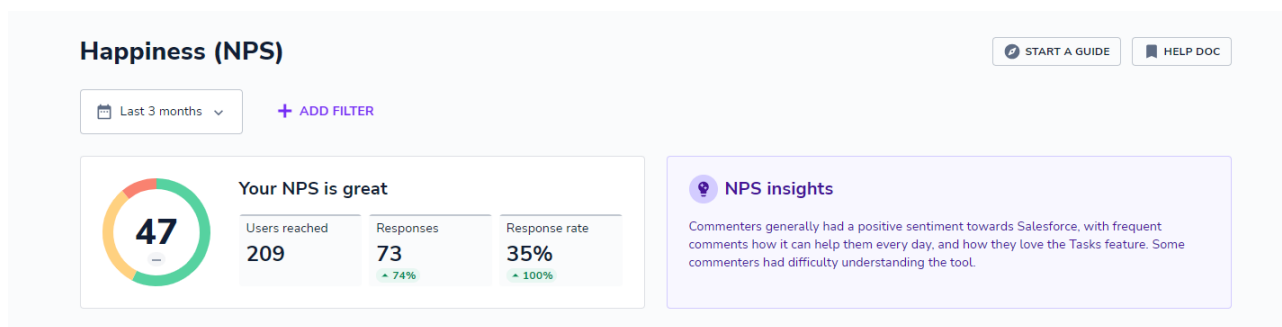 Happiness (NPS)
START A GUIDE
HELP DOC
Last 3 months
+ ADD FILTER
47
–
Your NPS is great
Users reached
209
Responses
73
74%
Response rate
35%
100%
NPS insights
Commenters generally had a positive sentiment towards Salesforce, with frequent
comments how it can help them every day, and how they love the Tasks feature. Some
commenters had difficulty understanding the tool.